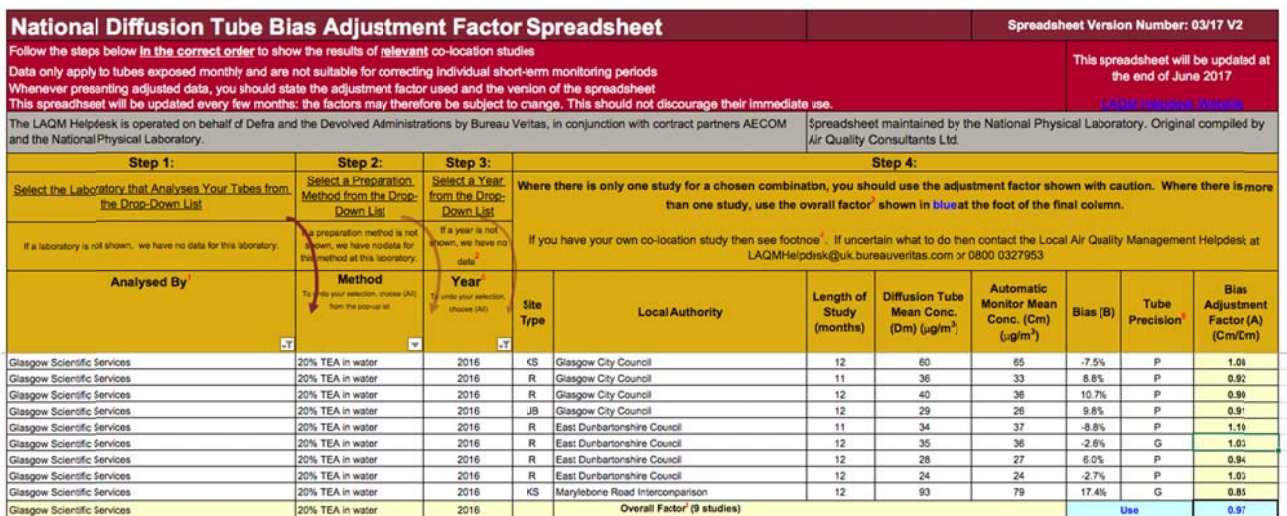 National Diffusion Tube Bias Adjustment Factor Spreadsheet
Spreadsheet Version Number: 03/17 V2
Follow the steps below in the correct order to show the results of relevant co-location studies
Data only apply to tubes exposed monthly and are not suitable for correcting individual short-term monitoring periods
Whenever presenting adjusted data, you should state the adjustment factor used and the version of the spreadsheet
This spreadhseet will be updated every few months: the factors may therefore be subject to change. This should not discourage their immediate use.
This spreadsheet will be updated at
the end of June 2017
LAQM Helpdesk Website
The LAQM Helpdesk is operated on behalf of Defra and the Devolved Administrations by Bureau Veritas, in conjunction with contract partners AECOM
and the National Physical Laboratory.
Spreadsheet maintained by the National Physical Laboratory. Original compiled by
Air Quality Consultants Ltd.
Step 1:
Step 2:
Step 3:
Step 4:
Select the Laboratory that Analyses Your Tubes from
the Drop-Down List
Select a Preparation
Method from the Drop-
Down List
Select a Year
from the Drop-
Down List
Where there is only one study for a chosen combination, you should use the adjustment factor shown with caution. Where there is more
than one study, use the overall factor3 shown in blue at the foot of the final column.
If a laboratory is not shown, we have no data for this laboratory.
If a preparation method is not
shown, we have no data for
this method at this laboratory.
If a year is not
shown, we have no
data2
If you have your own co-location study then see footnoe4. If uncertain what to do then contact the Local Air Quality Management Helpdesk at
LAQMHelpdesk@uk.bureauveritas.com or 0800 0327953
Analysed By1
Method
To undo your selection, choose (All)
from the pop-up list
Year5
To undo your selection,
choose (All)
Site
Type
Local Authority
Length of
Study
(months)
Diffusion Tube
Mean Conc.
(Dm) (µg/m3)
Automatic
Monitor Mean
Conc. (Cm)
(µg/m3)
Bias (B)
Tube
Precision6
Bias
Adjustment
Factor (A)
(Cm/Dm)
Glasgow Scientific Services 20% TEA in water 2016 KS Glasgow City Council 12 60 65 -7.5% P 1.08
Glasgow Scientific Services 20% TEA in water 2016 R Glasgow City Council 11 36 33 8.8% P 0.92
Glasgow Scientific Services 20% TEA in water 2016 R Glasgow City Council 12 40 36 10.7% P 0.90
Glasgow Scientific Services 20% TEA in water 2016 UB Glasgow City Council 12 29 26 9.8% P 0.91
Glasgow Scientific Services 20% TEA in water 2016 R East Dunbartonshire Council 11 34 37 -8.8% P 1.10
Glasgow Scientific Services 20% TEA in water 2016 R East Dunbartonshire Council 12 35 36 -2.6% G 1.03
Glasgow Scientific Services 20% TEA in water 2016 R East Dunbartonshire Council 12 28 27 6.0% P 0.94
Glasgow Scientific Services 20% TEA in water 2016 R East Dunbartonshire Council 12 24 24 -2.7% P 1.03
Glasgow Scientific Services 20% TEA in water 2016 KS Marylebone Road Intercomparison 12 93 79 17.4% G 0.85
Glasgow Scientific Services 20% TEA in water 2016 Overall Factor3 (9 studies) Use 0.97